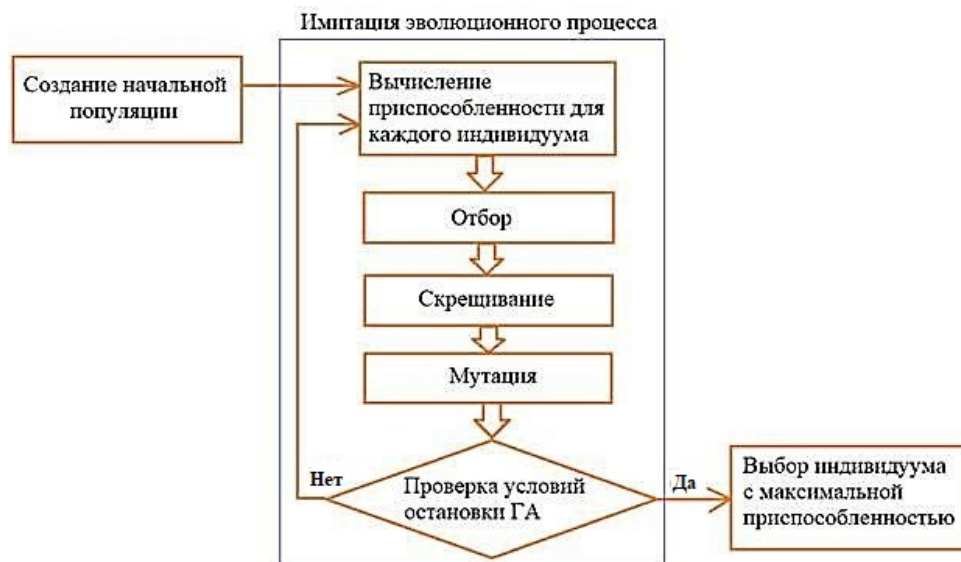 Имитация эволюционного процесса
Создание начальной
популяции
Вычисление
приспособленности для
каждого индивидуума
Отбор
Скрещивание
Мутация
Нет
Проверка условий
остановки ГА
Да
Выбор индивидуума
с максимальной
приспособленностью